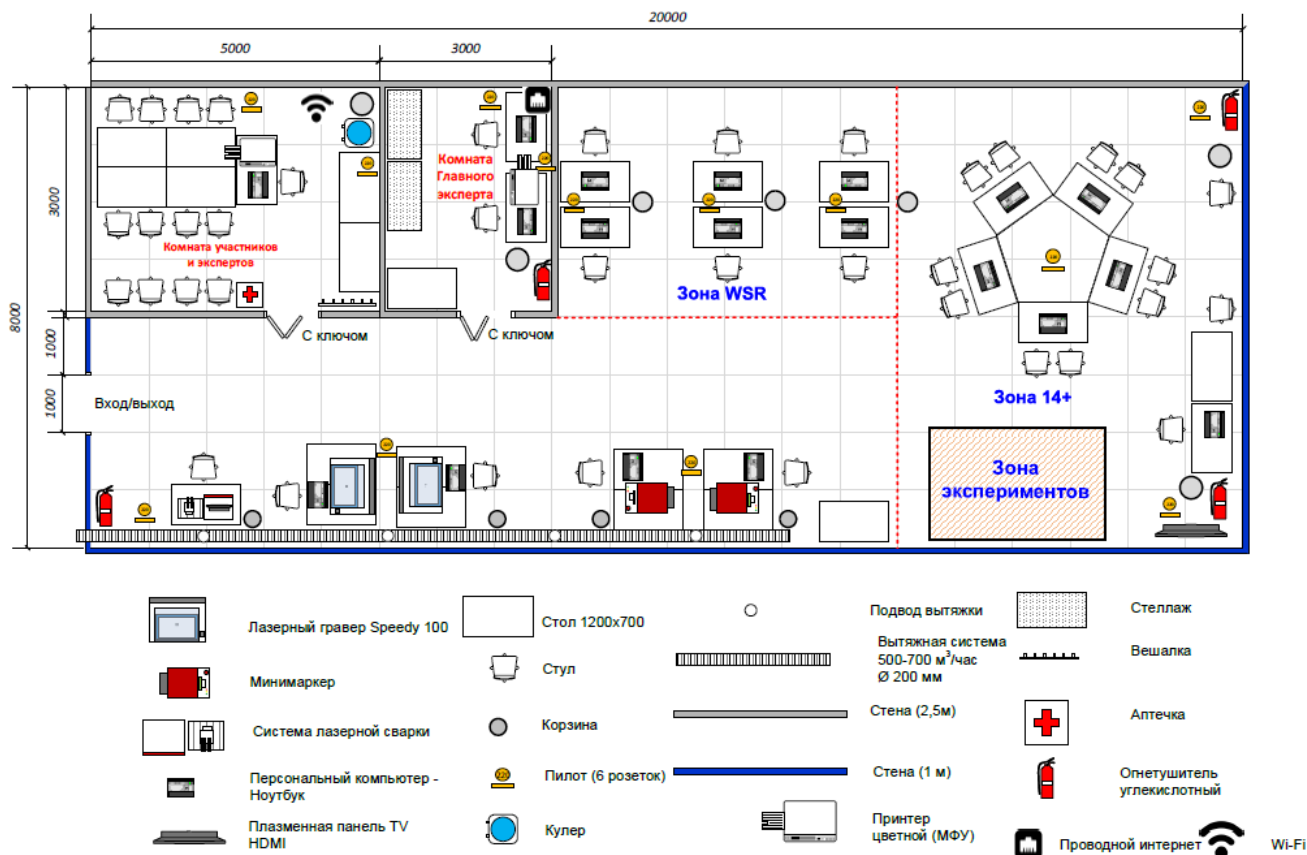 20000
5000
3000
8000
3000
1000
1000
Комната
Главного
эксперта
Комната участников
и экспертов
Зона WSR
С ключом
С ключом
Вход/выход
Зона 14+
Зона
экспериментов
Лазерный гравер Speedy 100
Стол 1200x700
Подвод вытяжки
Стеллаж
Минимаркер
Стул
Вытяжная система
500-700 м³/час
Ø 200 мм
Вешалка
Система лазерной сварки
Корзина
Стена (2,5м)
Аптечка
Персональный компьютер -
Ноутбук
220
Пилот (6 розеток)
Стена (1 м)
Огнетушитель
углекислотный
Плазменная панель TV
HDMI
Кулер
Принтер
цветной (МФУ)
Проводной интернет
Wi-Fi